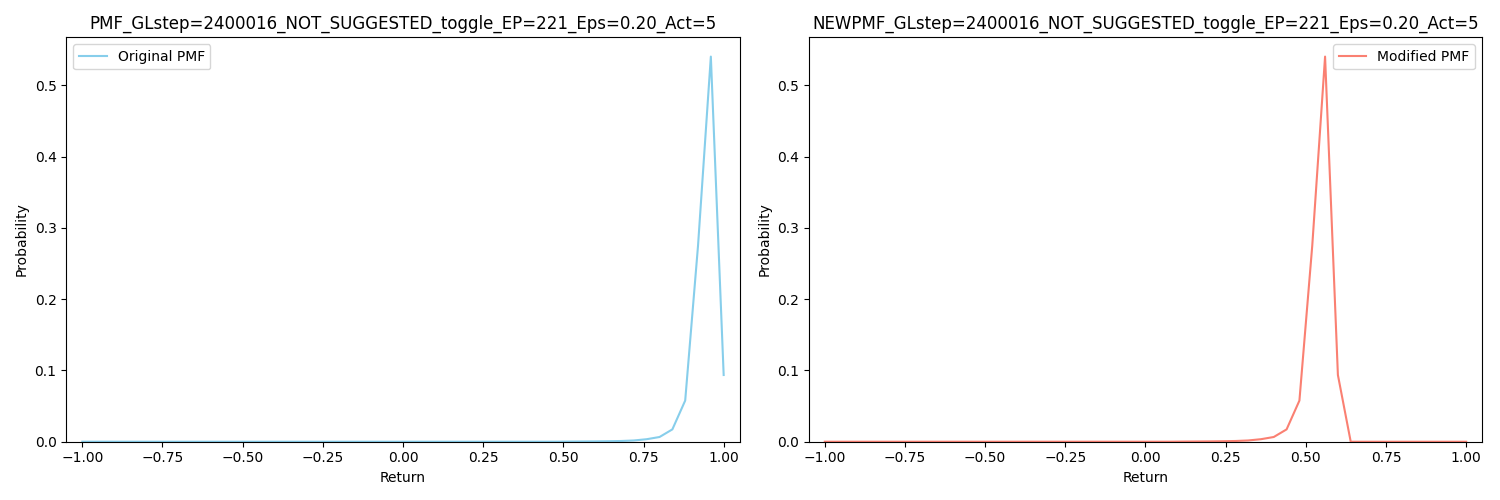 PMF_GLstep=2400016_NOT_SUGGESTED_toggle_EP=221_Eps=0.20_Act=5
Original PMF
Probability
0.5
0.4
0.3
0.2
0.1
0.0
−1.00 −0.75 −0.50 −0.25 0.00 0.25 0.50 0.75 1.00
Return
NEWPMF_GLstep=2400016_NOT_SUGGESTED_toggle_EP=221_Eps=0.20_Act=5
Modified PMF
Probability
0.5
0.4
0.3
0.2
0.1
0.0
−1.00 −0.75 −0.50 −0.25 0.00 0.25 0.50 0.75 1.00
Return